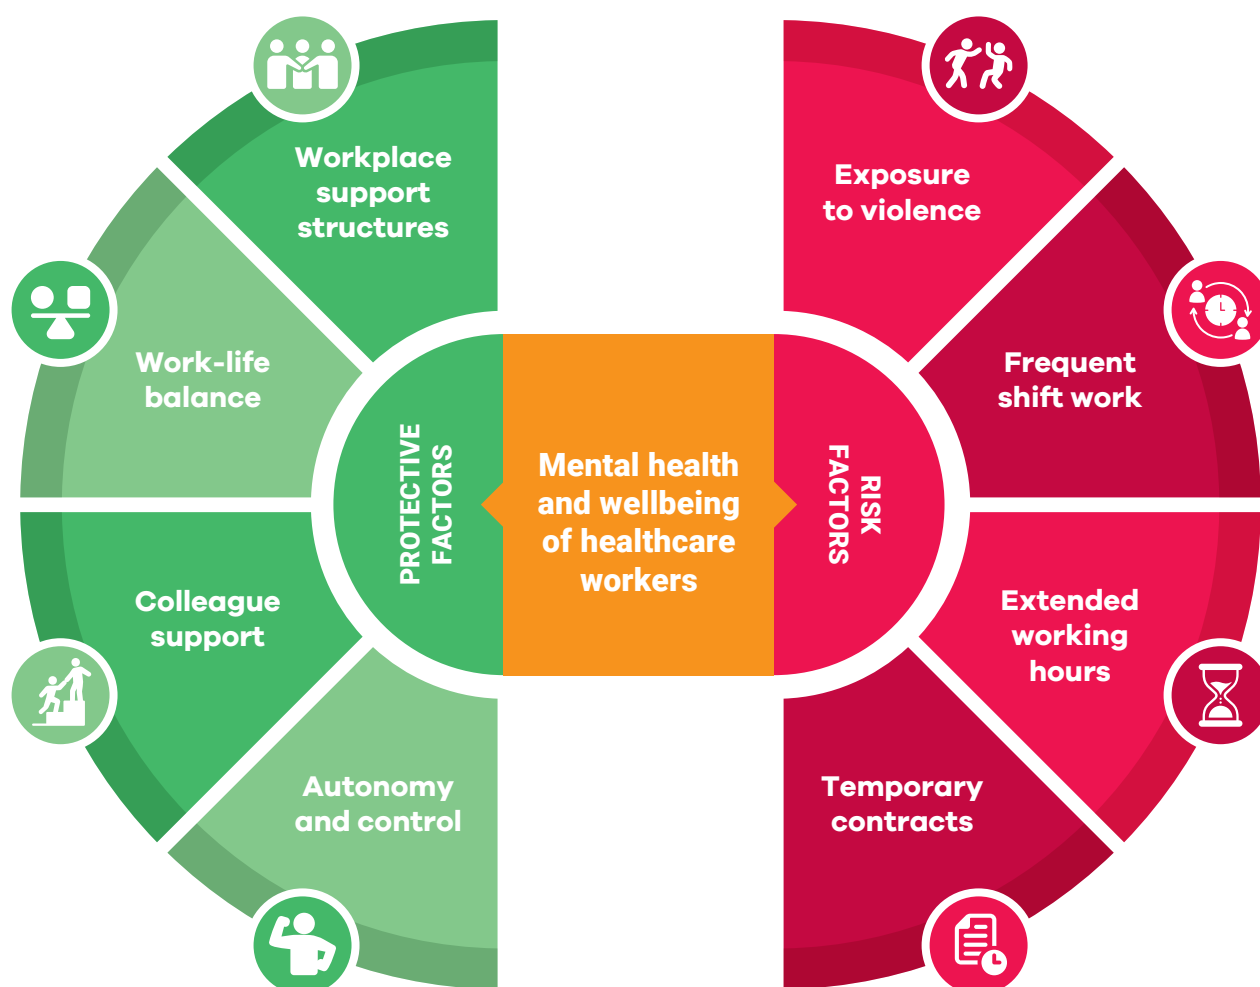 Workplace
support
structures
Work-life
balance
Colleague
support
Autonomy
and control
PROTECTIVE
FACTORS
Mental health
and wellbeing
of healthcare
workers
RISK
FACTORS
Exposure
to violence
Frequent
shift work
Extended
working
hours
Temporary
contracts